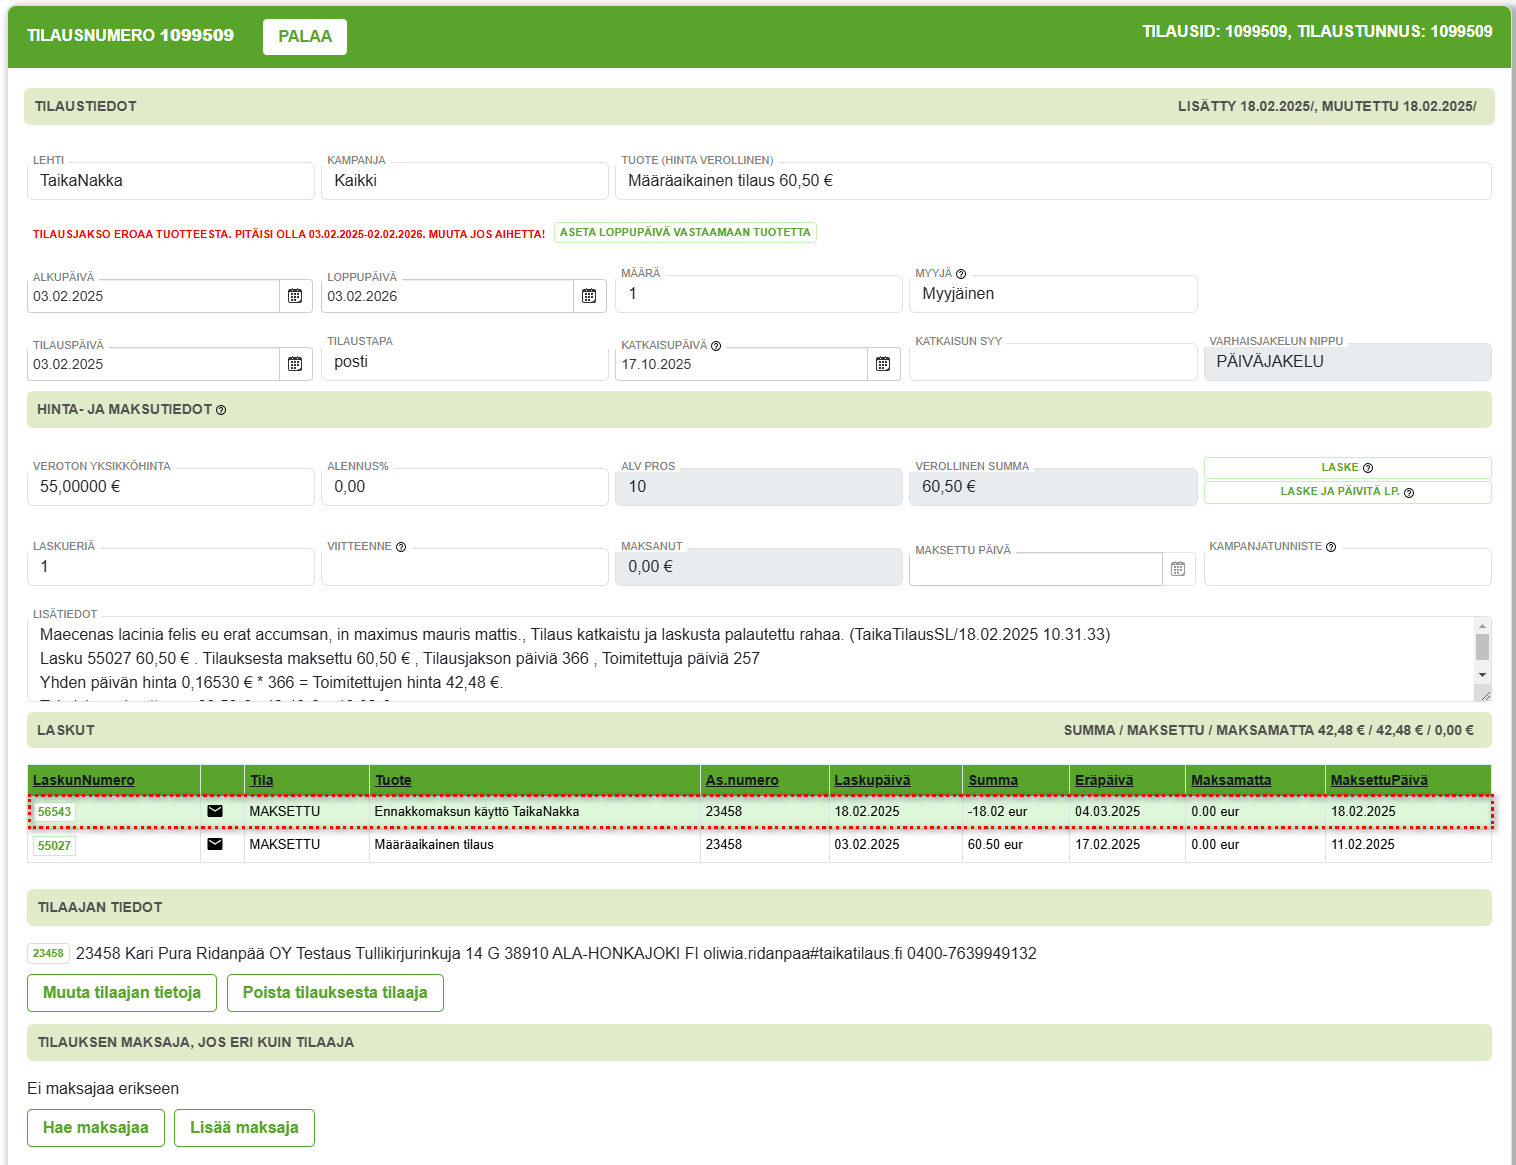 TILAUSNUMERO 1099509 PALAA TILAUSID: 1099509, TILAUSTUNNUS: 1099509
TILAUSTIEDOT LISÄTTY 18.02.2025/, MUUTETTU 18.02.2025/
LEHTI KAMPANJA TUOTE (HINTA VEROLLINEN)
TaikaNakka Kaikki Määräaikainen tilaus 60,50 €
TILAUSJAKSO EROAA TUOTTEESTA. PITÄISI OLLA 03.02.2025-02.02.2026. MUUTA JOS AIHETTA! ASETA LOPPUPÄIVÄ VASTAAMAAN TUOTETTA
ALKUPÄIVÄ LOPPUPÄIVÄ MÄÄRÄ MYYJÄ
03.02.2025 03.02.2026 1 Myyjäinen
TILAUSPÄIVÄ TILAUSTAPA KATKAISUPÄIVÄ KATKAISUN SYY VARHAISJAKELUN NIPPU
03.02.2025 posti 17.10.2025 PÄIVÄJAKELU
HINTA- JA MAKSUTIEDOT
VEROTON YKSIKKÖHINTA ALENNUS% ALV PROS VEROLLINEN SUMMA LASKE
55,00000 € 0,00 10 60,50 € LASKE JA PÄIVITÄ LP.
LASKUERIÄ VIITTEENNE MAKSANUT MAKSETTU PÄIVÄ KAMPANJATUNNISTE
1 0,00 €
LISÄTIEDOT
Maecenas lacinia felis eu erat accumsan, in maximus mauris mattis., Tilaus katkaistu ja laskusta palautettu rahaa. (TaikaTilausSL/18.02.2025 10.31.33)
Lasku 55027 60,50 € . Tilauksesta maksettu 60,50 € , Tilausjakson päiviä 366 , Toimitettuja päiviä 257
Yhden päivän hinta 0,16530 € * 366 = Toimitettujen hinta 42,48 €.
LASKUT SUMMA / MAKSETTU / MAKSAMATTA 42,48 € / 42,48 € / 0,00 €
LaskunNumero Tila Tuote As.numero Laskupäivä Summa Eräpäivä Maksamatta MaksettuPäivä
56543 MAKSETTU Ennakkomaksun käyttö TaikaNakka 23458 18.02.2025 -18.02 eur 04.03.2025 0.00 eur 18.02.2025
55027 MAKSETTU Määräaikainen tilaus 23458 03.02.2025 60.50 eur 17.02.2025 0.00 eur 11.02.2025
TILAAJAN TIEDOT
23458 23458 Kari Pura Ridanpää OY Testaus Tullikirjurinkuja 14 G 38910 ALA-HONKAJOKI FI oliwia.ridanpaa#taikatilaus.fi 0400-7639949132
Muuta tilaajan tietoja Poista tilauksesta tilaaja
TILAUKSEN MAKSAJA, JOS ERI KUIN TILAAJA
Ei maksajaa erikseen
Hae maksajaa Lisää maksaja